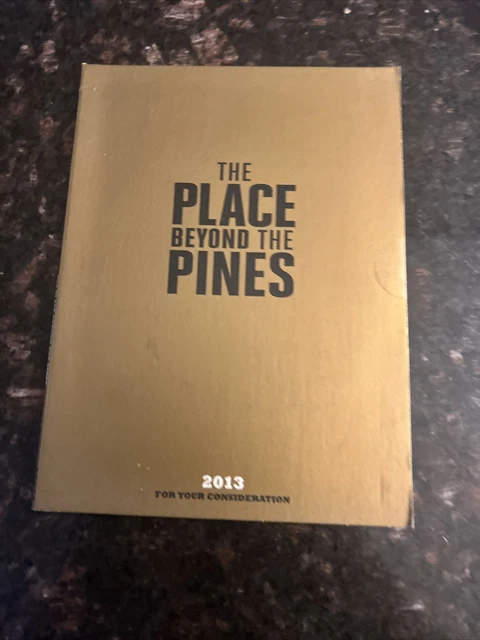 THE
PLACE
BEYOND THE
PINES
2013
FOR YOUR CONSIDERATION